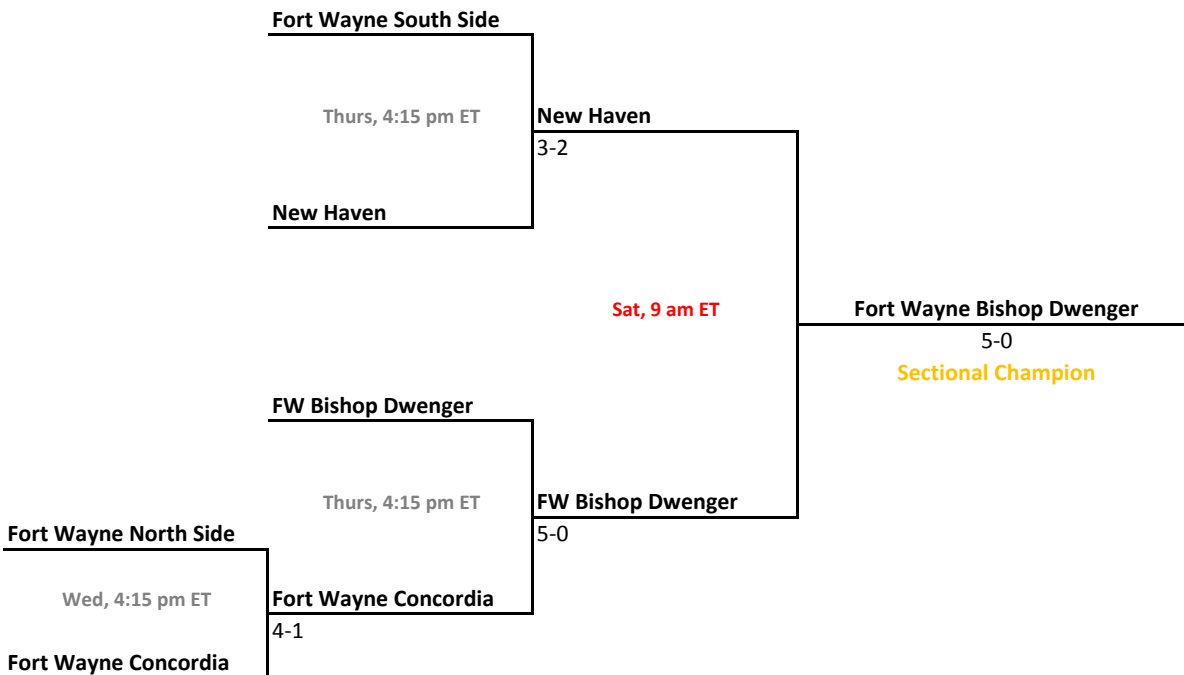 Fort Wayne South Side
Thurs, 4:15 pm ET
New Haven
3-2
New Haven
Sat, 9 am ET
Fort Wayne Bishop Dwenger
5-0
Sectional Champion
FW Bishop Dwenger
Thurs, 4:15 pm ET
FW Bishop Dwenger
5-0
Fort Wayne North Side
Wed, 4:15 pm ET
Fort Wayne Concordia
4-1
Fort Wayne Concordia